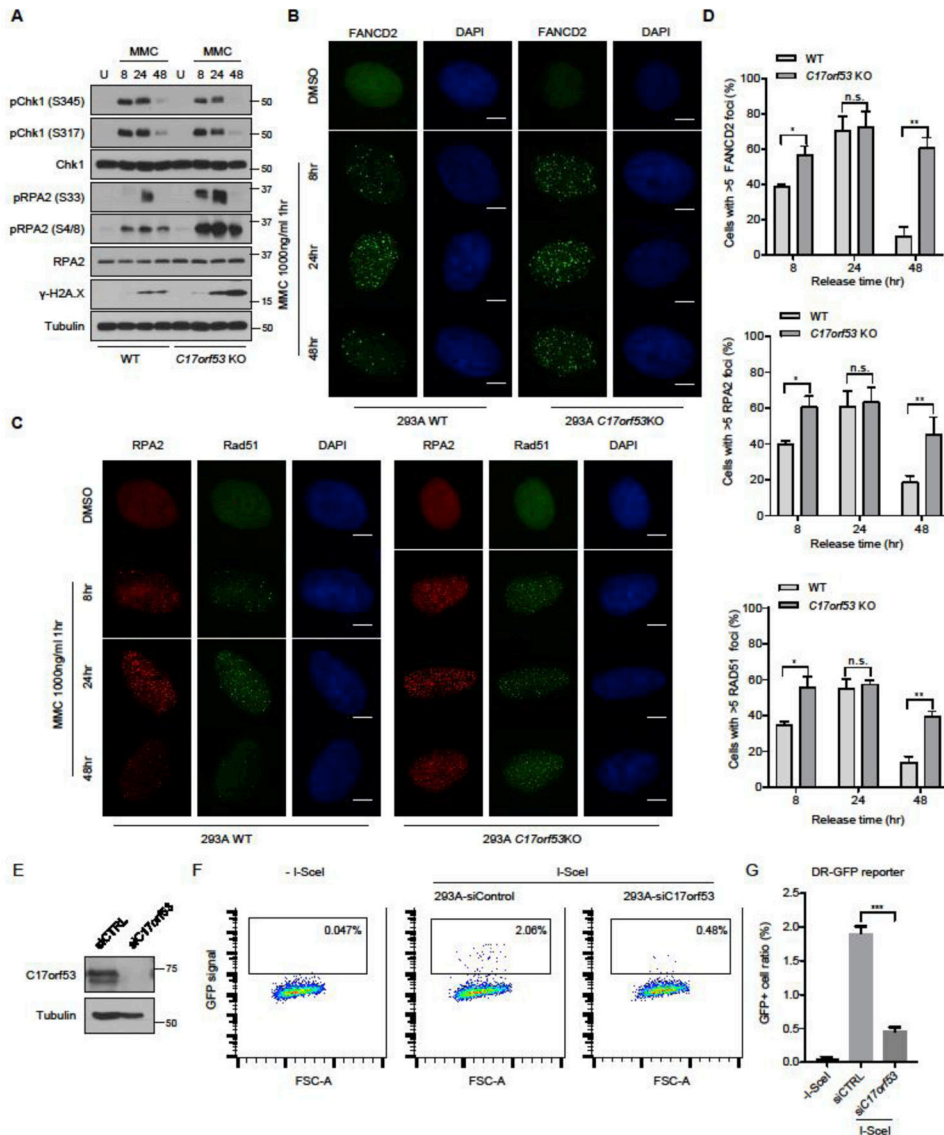 A
MMC MMC
U 8 24 48 U 8 24 48
pChk1 (S345) 50
pChk1 (S317) 50
Chk1 50
pRPA2 (S33) 37
pRPA2 (S4/8) 37
RPA2 37
γ-H2A.X 15
Tubulin 50
WT C17orf53 KO
B
FANCD2 DAPI FANCD2 DAPI
DMSO
8hr
24hr
48hr
MMC 1000ng/ml 1hr
293A WT 293A C17orf53KO
C
RPA2 Rad51 DAPI RPA2 Rad51 DAPI
DMSO
8hr
24hr
48hr
MMC 1000ng/ml 1hr
293A WT 293A C17orf53KO
D
WT
C17orf53 KO
Cells with >5 FANCD2 foci (%)
100
80
60
40
20
0
* n.s. **
8 24 48
Release time (hr)
WT
C17orf53 KO
Cells with >5 RPA2 foci (%)
100
80
60
40
20
0
* n.s. **
8 24 48
Release time (hr)
WT
C17orf53 KO
Cells with >5 RAD51 foci (%)
100
80
60
40
20
0
* n.s. **
8 24 48
Release time (hr)
E
siCTRL siC17orf53
C17orf53 75
Tubulin 50
F
- I-SceI I-SceI
293A-siControl 293A-siC17orf53
0.047% 2.06% 0.48%
GFP signal
FSC-A FSC-A FSC-A
G
DR-GFP reporter
GFP+ cell ratio (%)
2.5
2.0
1.5
1.0
0.5
0.0
***
-I-SceI siCTRL siC17orf53
I-SceI